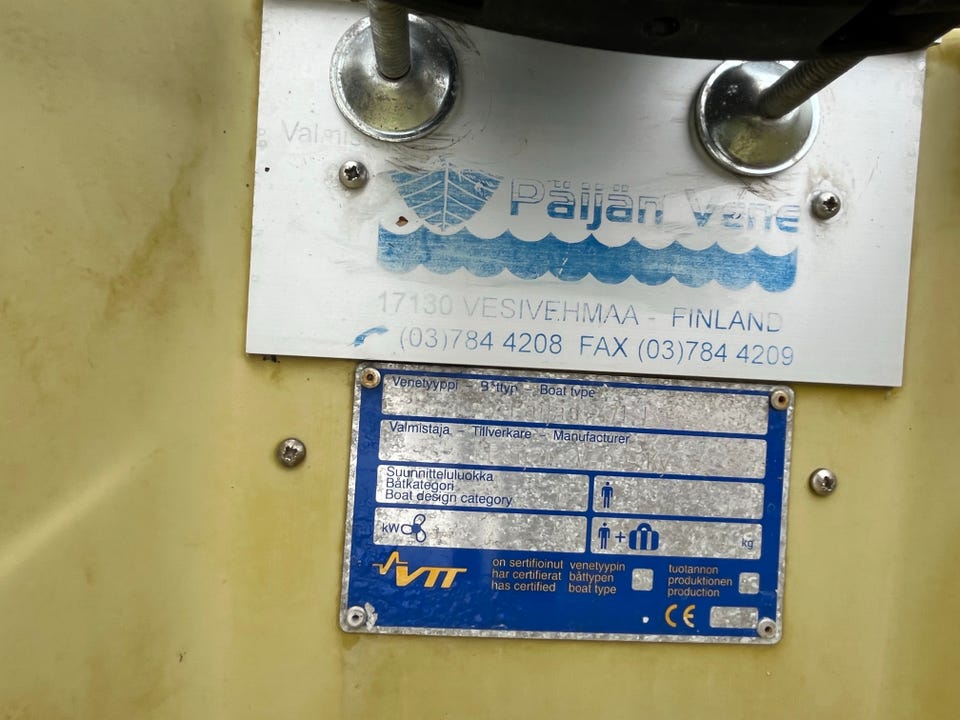 Valmis
Päijän Vene
17130 VESIVEHMAA - FINLAND
(03)784 4208 FAX (03)784 4209
Venetyyppi - Båttyp - Boat type
Valmistaja - Tillverkare - Manufacturer
Suunnitteluluokka
Båtkategori
Boat design category
kW
+
kg
VTT
on sertifioinut venetyypin
har certifierat båttypen
has certified boat type
tuotannon
produktionen
production
CE